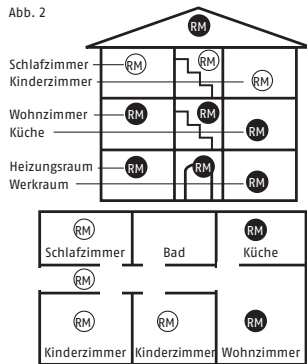 Abb. 2
RM
Schlafzimmer RM RM
Kinderzimmer RM
Wohnzimmer RM RM
Küche RM
Heizungsraum RM RM
Werkraum RM
RM RM
Schlafzimmer Bad Küche
RM
RM RM RM
Kinderzimmer Kinderzimmer Wohnzimmer